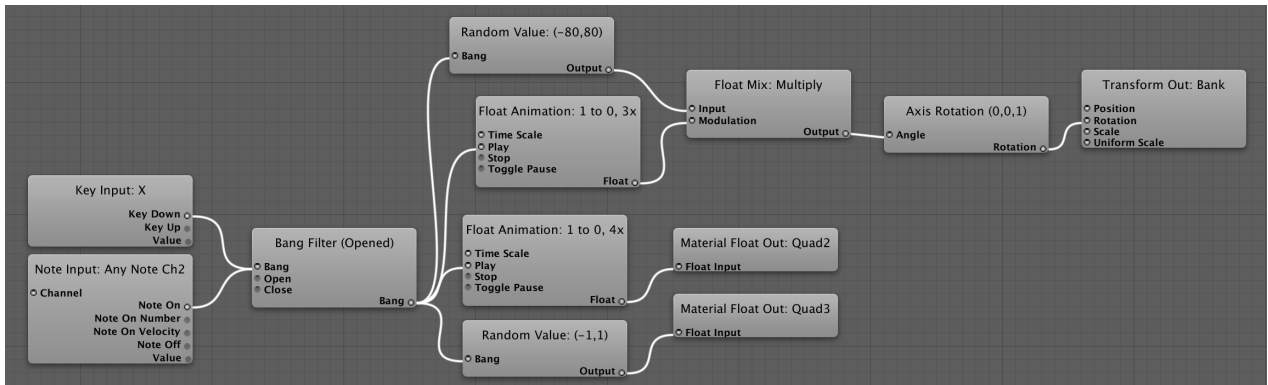 Random Value: (-80,80)
Bang
Output
Float Mix: Multiply
Input
Modulation
Output
Transform Out: Bank
Position
Rotation
Scale
Uniform Scale
Float Animation: 1 to 0, 3x
Time Scale
Play
Stop
Toggle Pause
Float
Axis Rotation (0,0,1)
Angle
Rotation
Key Input: X
Key Down
Key Up
Value
Bang Filter (Opened)
Bang
Open
Close
Bang
Float Animation: 1 to 0, 4x
Time Scale
Play
Stop
Toggle Pause
Float
Material Float Out: Quad2
Float Input
Note Input: Any Note Ch2
Channel
Note On
Note On Number
Note On Velocity
Note Off
Value
Random Value: (-1,1)
Bang
Output
Material Float Out: Quad3
Float Input